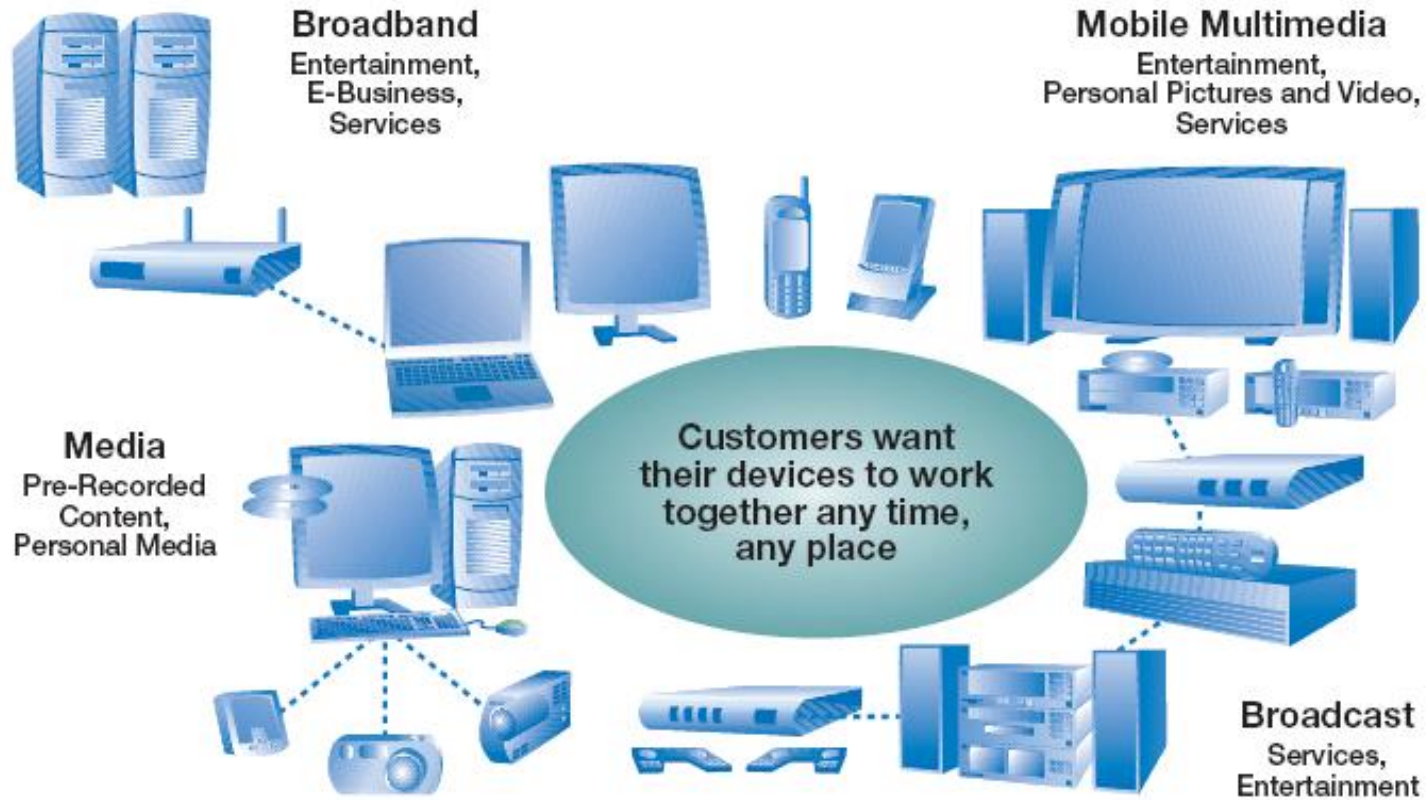 Broadband
Entertainment,
E-Business,
Services
Mobile Multimedia
Entertainment,
Personal Pictures and Video,
Services
Customers want
their devices to work
together any time,
any place
Media
Pre-Recorded
Content,
Personal Media
Broadcast
Services,
Entertainment